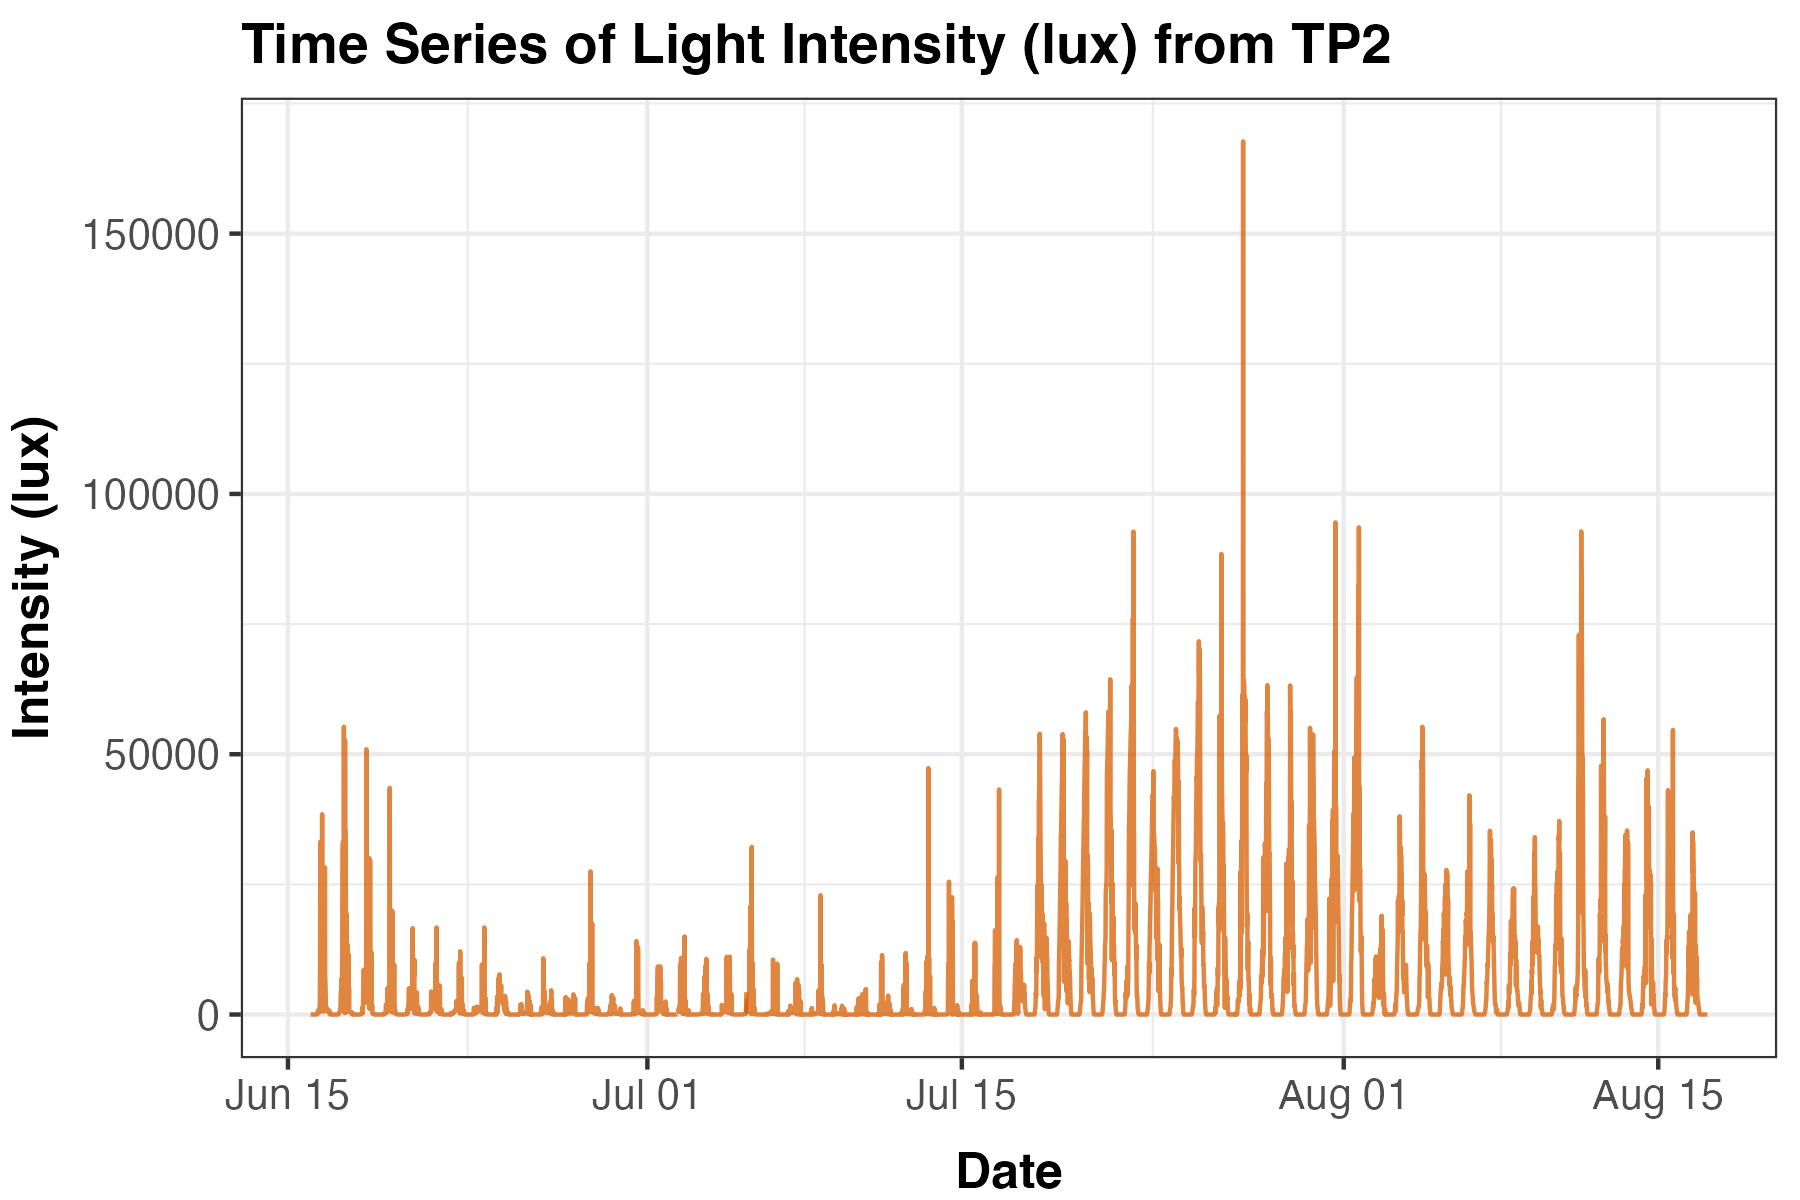 Time Series of Light Intensity (lux) from TP2
Intensity (lux)
150000
100000
50000
0
Jun 15 Jul 01 Jul 15 Aug 01 Aug 15
Date